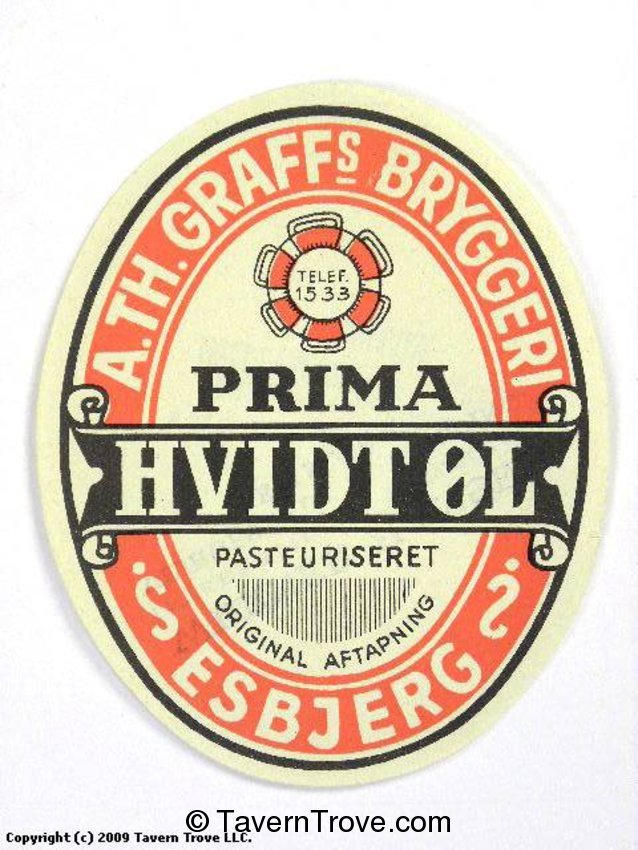 A. TH. GRAFFS BRYGGERI
TELEF.
1533
PRIMA
HVIDTØL
PASTEURISERET
ORIGINAL AFTAPNING
ESBJERG
© TavernTrove.com
Copyright (c) 2009 Tavern Trove LLC.